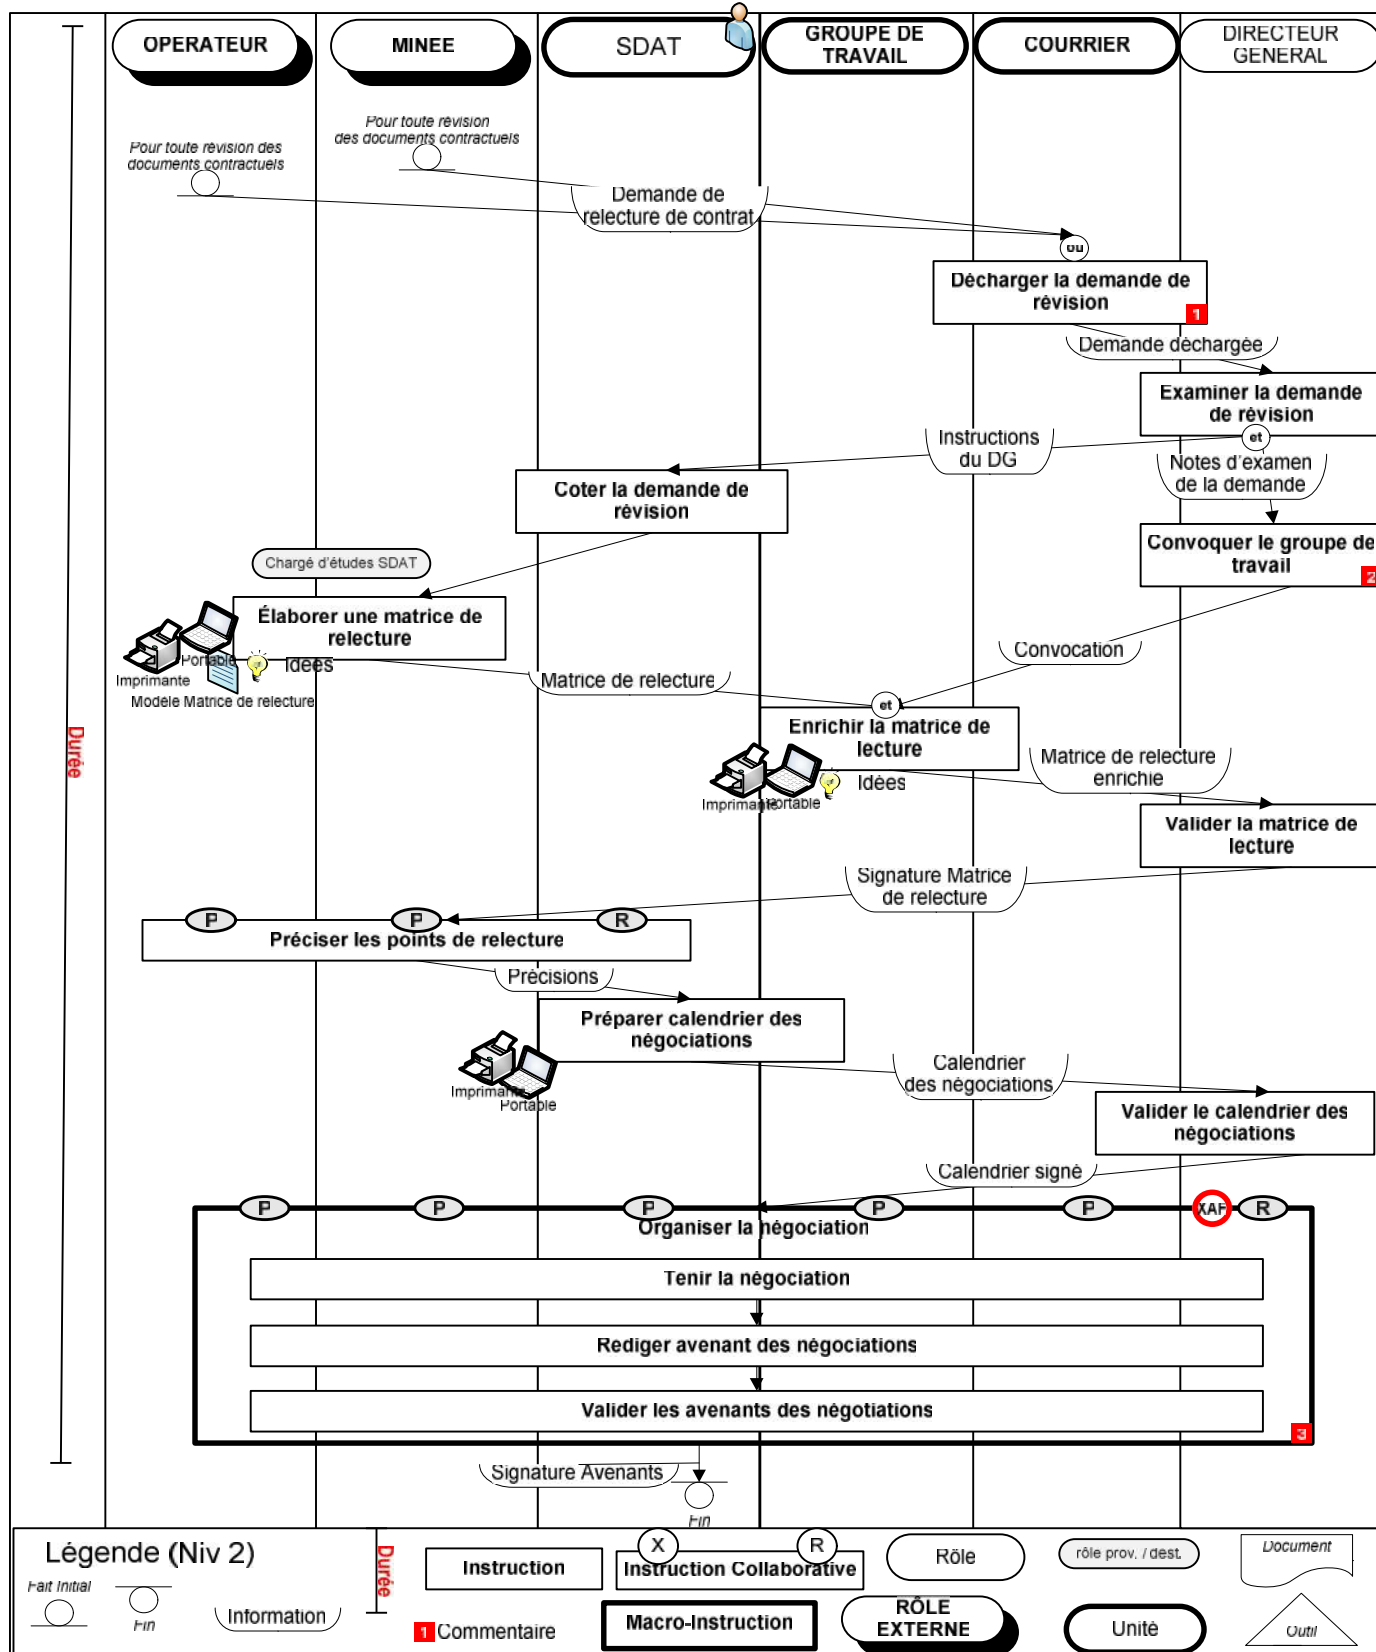 OPERATEUR
MINEE
SDAT
GROUPE DE
TRAVAIL
COURRIER
DIRECTEUR
GENERAL
Pour toute révision des
documents contractuels
Pour toute révision
des documents contractuels
Demande de
relecture de contrat
ou
Décharger la demande de
révision
1
Demande déchargée
Examiner la demande
de révision
et
Instructions
du DG
Notes d'examen
de la demande
Coter la demande de
révision
Convoquer le groupe de
travail
2
Chargé d'études SDAT
Élaborer une matrice de
relecture
Imprimante
Portable
Idées
Modèle Matrice de relecture
Convocation
Matrice de relecture
et
Enrichir la matrice de
lecture
Imprimante
Portable
Idées
Matrice de relecture
enrichie
Valider la matrice de
lecture
Signature Matrice
de relecture
P
P
R
Préciser les points de relecture
Précisions
Préparer calendrier des
négociations
Imprimante
Portable
Calendrier
des négociations
Valider le calendrier des
négociations
Calendrier signé
P
P
P
P
P
XAF
R
Organiser la négociation
Tenir la négociation
Rediger avenant des négociations
Valider les avenants des négotiations
3
Signature Avenants
Fin
Durée
Légende (Niv 2)
Fait Initial
Fin
Information
Durée
Instruction
X
R
Instruction Collaborative
Rôle
rôle prov. / dest.
Document
1
Commentaire
Macro-Instruction
RÔLE
EXTERNE
Unité
Outil